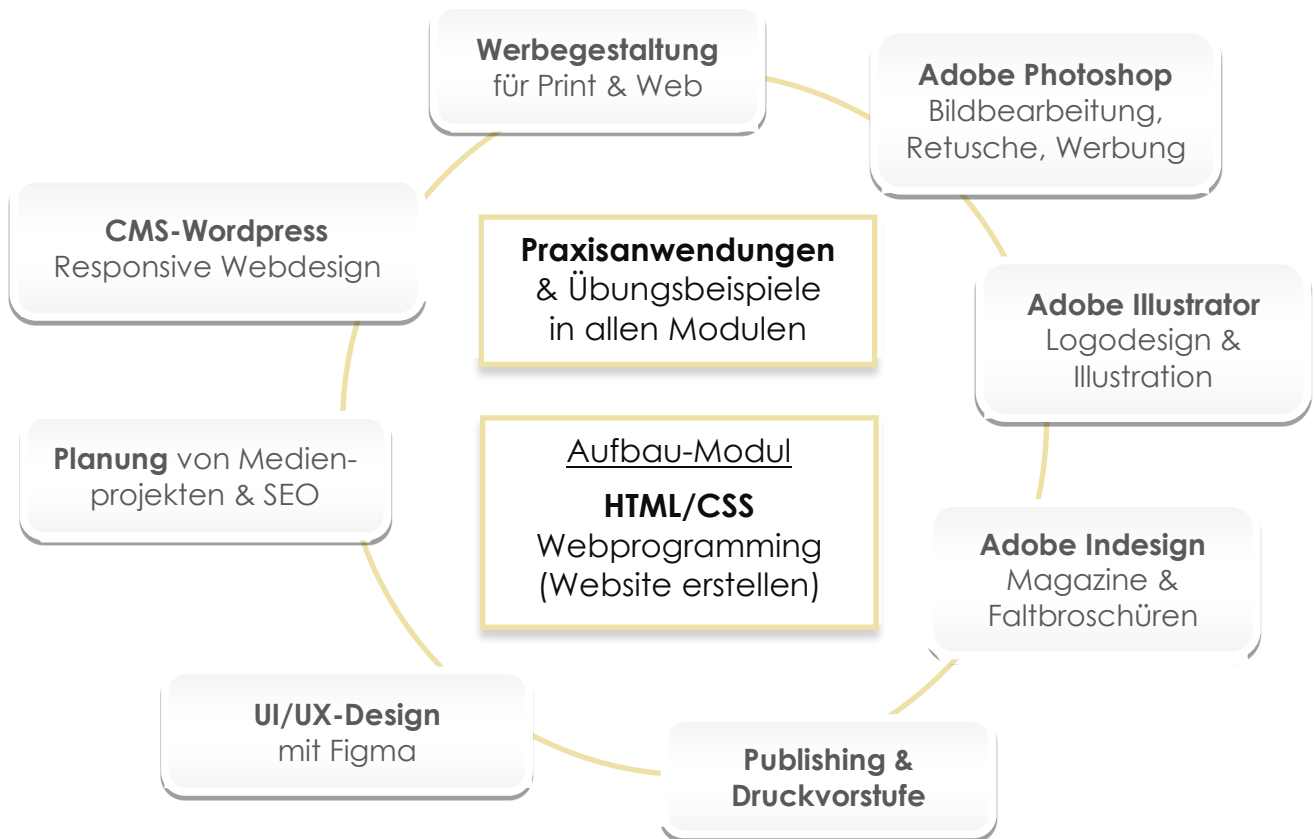 Werbegestaltung
für Print & Web
Adobe Photoshop
Bildbearbeitung,
Retusche, Werbung
CMS-Wordpress
Responsive Webdesign
Praxisanwendungen
& Übungsbeispiele
in allen Modulen
Adobe Illustrator
Logodesign &
Illustration
Planung von Medien-
projekten & SEO
Aufbau-Modul
HTML/CSS
Webprogramming
(Website erstellen)
Adobe Indesign
Magazine &
Faltbroschüren
UI/UX-Design
mit Figma
Publishing &
Druckvorstufe